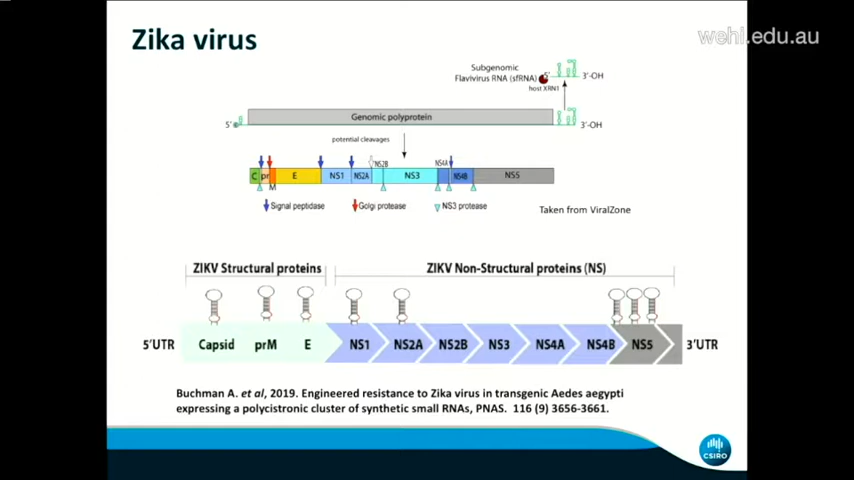 Zika virus
wehi.edu.au
Subgenomic
Flavivirus RNA (sfRNA)
5'
3'-OH
host XRN1
Genomic polyprotein
5'
3'-OH
potential cleavages
C
pr
M
E
NS1
NS2A
NS2B
NS3
NS4A
NS4B
NS5
Signal peptidase
Golgi protease
NS3 protease
Taken from ViralZone
ZIKV Structural proteins
ZIKV Non-Structural proteins (NS)
5'UTR
Capsid
prM
E
NS1
NS2A
NS2B
NS3
NS4A
NS4B
NS5
3'UTR
Buchman A. et al, 2019. Engineered resistance to Zika virus in transgenic Aedes aegypti
expressing a polycistronic cluster of synthetic small RNAs, PNAS. 116 (9) 3656-3661.
CSIRO